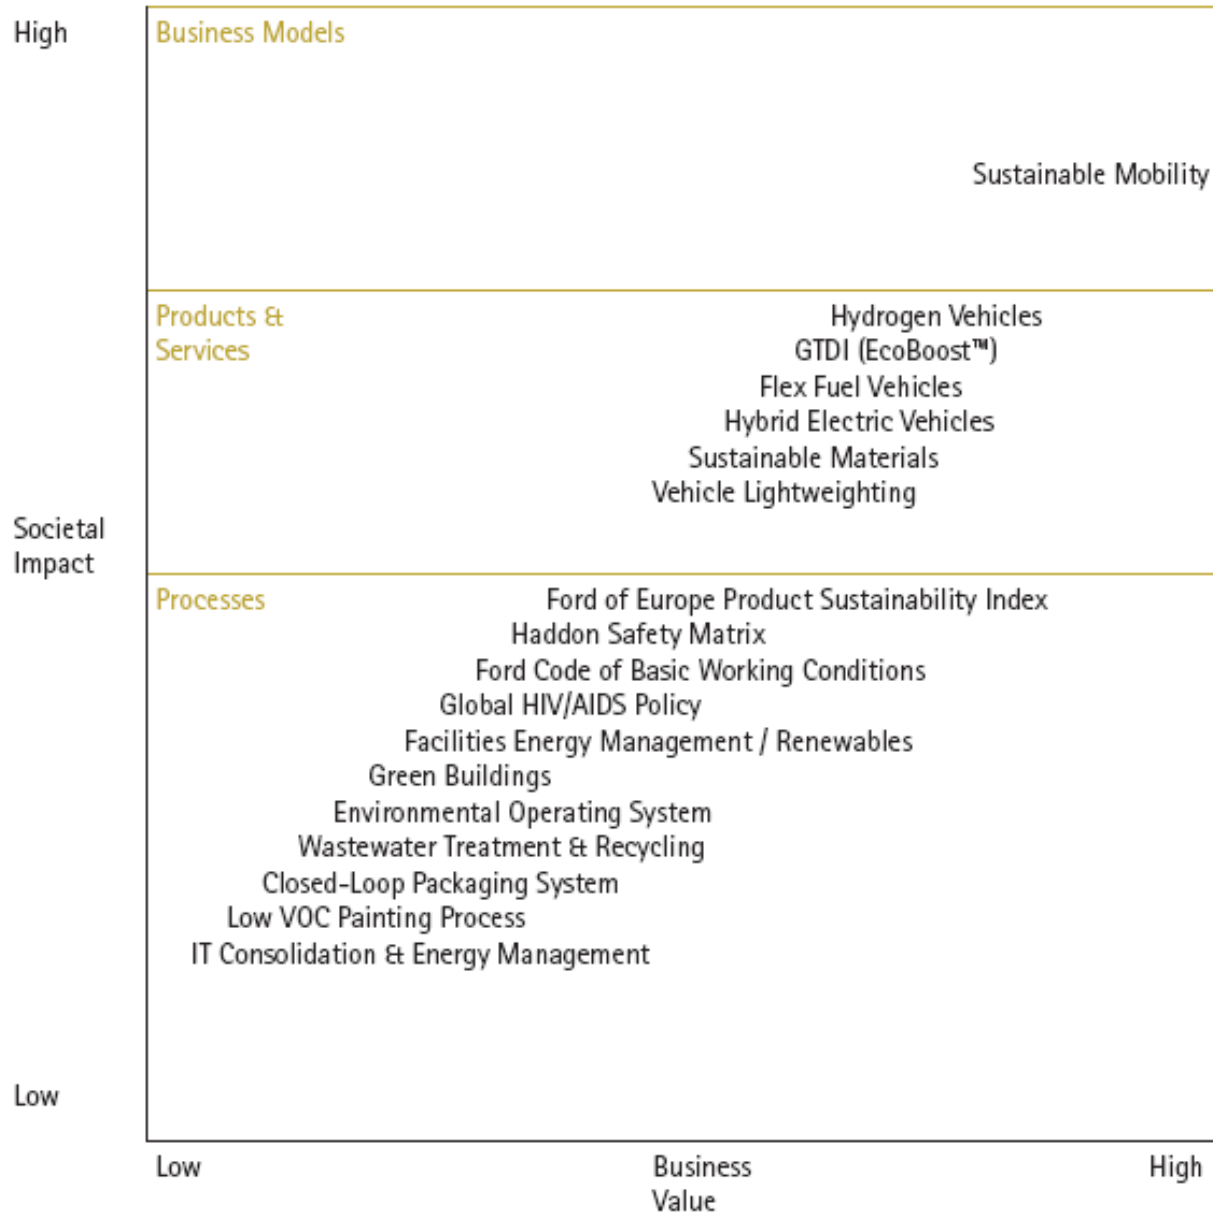 High
Business Models
Sustainable Mobility
Products &
Services
Hydrogen Vehicles
GTDI (EcoBoost™)
Flex Fuel Vehicles
Hybrid Electric Vehicles
Sustainable Materials
Vehicle Lightweighting
Societal
Impact
Processes
Ford of Europe Product Sustainability Index
Haddon Safety Matrix
Ford Code of Basic Working Conditions
Global HIV/AIDS Policy
Facilities Energy Management / Renewables
Green Buildings
Environmental Operating System
Wastewater Treatment & Recycling
Closed-Loop Packaging System
Low VOC Painting Process
IT Consolidation & Energy Management
Low
Low
Business
Value
High